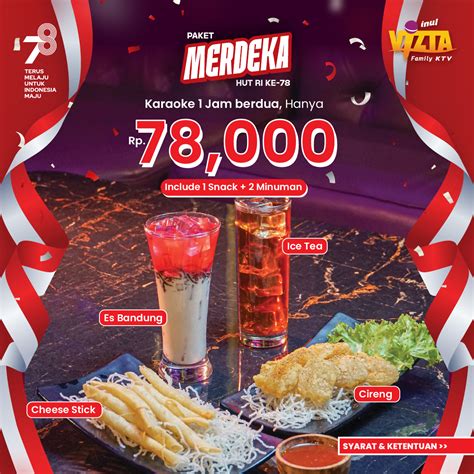 78
TERUS
MELAJU
UNTUK
INDONESIA
MAJU
PAKET
MERDEKA
HUT RI KE-78
inul
VIZTA
Family KTV
Karaoke 1 Jam berdua, Hanya
Rp. 78,000
Include 1 Snack + 2 Minuman
Ice Tea
Es Bandung
Cireng
Cheese Stick
SYARAT & KETENTUAN >>